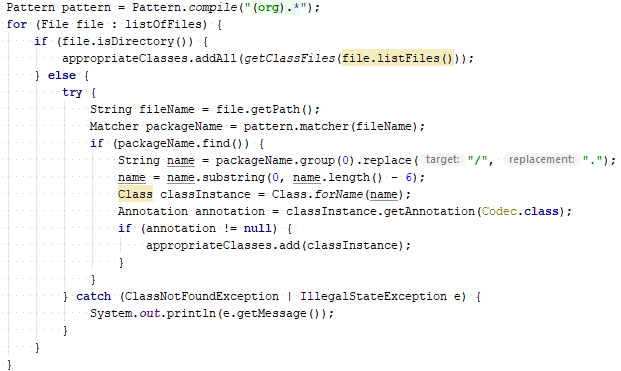 Pattern pattern = Pattern.compile("(org).*");
for (File file : listOfFiles) {
    if (file.isDirectory()) {
        appropriateClasses.addAll(getClassFiles(file.listFiles()));
    } else {
        try {
            String fileName = file.getPath();
            Matcher packageName = pattern.matcher(fileName);
            if (packageName.find()) {
                String name = packageName.group(0).replace( target: "/", replacement: ".");
                name = name.substring(0, name.length() - 6);
                Class classInstance = Class.forName(name);
                Annotation annotation = classInstance.getAnnotation(Codec.class);
                if (annotation != null) {
                    appropriateClasses.add(classInstance);
                }
            }
        } catch (ClassNotFoundException | IllegalStateException e) {
            System.out.println(e.getMessage());
        }
    }
}